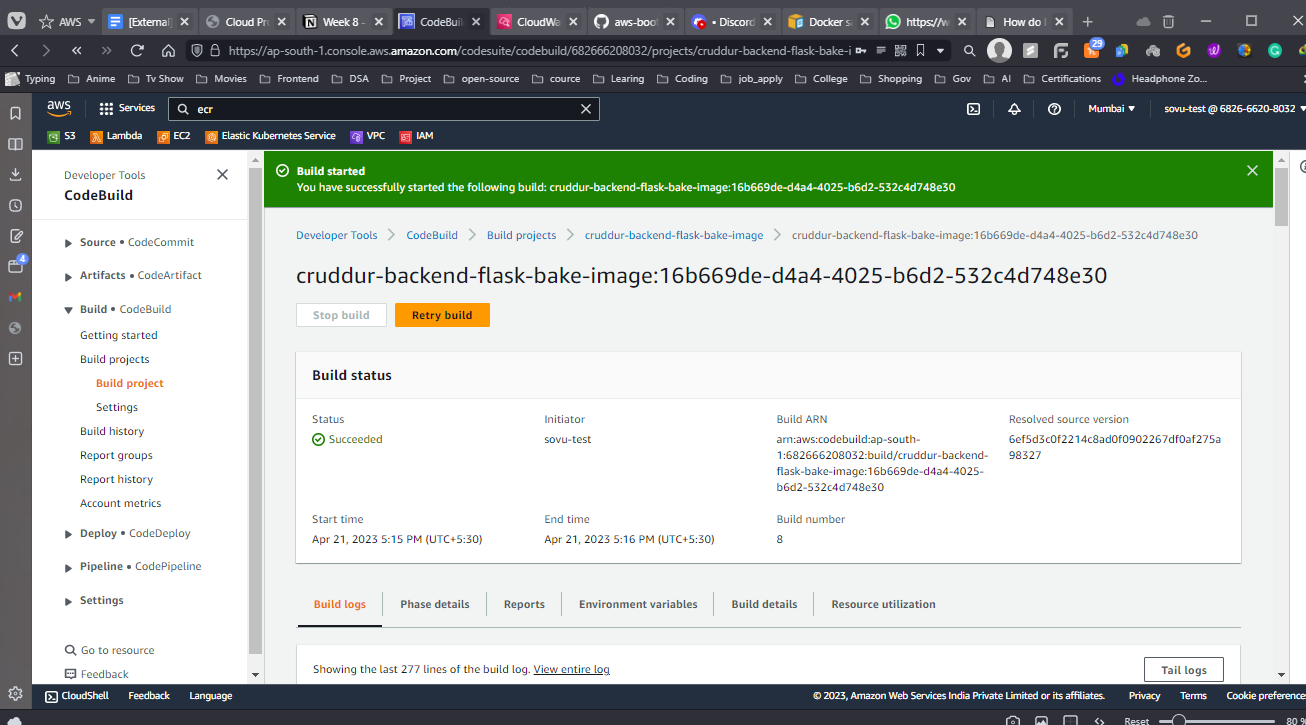 AWS
[External]
Cloud Pr
Week 8 -
CodeBuil
CloudWa
aws-boot
• Discord
Docker sa
https://w
How do I
https://ap-south-1.console.aws.amazon.com/codesuite/codebuild/682666208032/projects/cruddur-backend-flask-bake-i
29
Typing
Anime
Tv Show
Movies
Frontend
DSA
Project
open-source
cource
Learing
Coding
job_apply
College
Shopping
Gov
AI
Certifications
Headphone Zo...
aws
Services
ecr
Mumbai
sovu-test @ 6826-6620-8032
S3
Lambda
EC2
Elastic Kubernetes Service
VPC
IAM
4
Developer Tools
CodeBuild
Source • CodeCommit
Artifacts • CodeArtifact
Build • CodeBuild
Getting started
Build projects
Build project
Settings
Build history
Report groups
Report history
Account metrics
Deploy • CodeDeploy
Pipeline • CodePipeline
Settings
Go to resource
Feedback
Build started
You have successfully started the following build: cruddur-backend-flask-bake-image:16b669de-d4a4-4025-b6d2-532c4d748e30
Developer Tools
CodeBuild
Build projects
cruddur-backend-flask-bake-image
cruddur-backend-flask-bake-image:16b669de-d4a4-4025-b6d2-532c4d748e30
cruddur-backend-flask-bake-image:16b669de-d4a4-4025-b6d2-532c4d748e30
Stop build
Retry build
Build status
Status
Succeeded
Initiator
sovu-test
Build ARN
arn:aws:codebuild:ap-south-
1:682666208032:build/cruddur-backend-
flask-bake-image:16b669de-d4a4-4025-
b6d2-532c4d748e30
Resolved source version
6ef5d3c0f2214c8ad0f0902267df0af275a
98327
Start time
Apr 21, 2023 5:15 PM (UTC+5:30)
End time
Apr 21, 2023 5:16 PM (UTC+5:30)
Build number
8
Build logs
Phase details
Reports
Environment variables
Build details
Resource utilization
Showing the last 277 lines of the build log. View entire log
Tail logs
CloudShell
Feedback
Language
© 2023, Amazon Web Services India Private Limited or its affiliates.
Privacy
Terms
Cookie preference
Reset
80 %